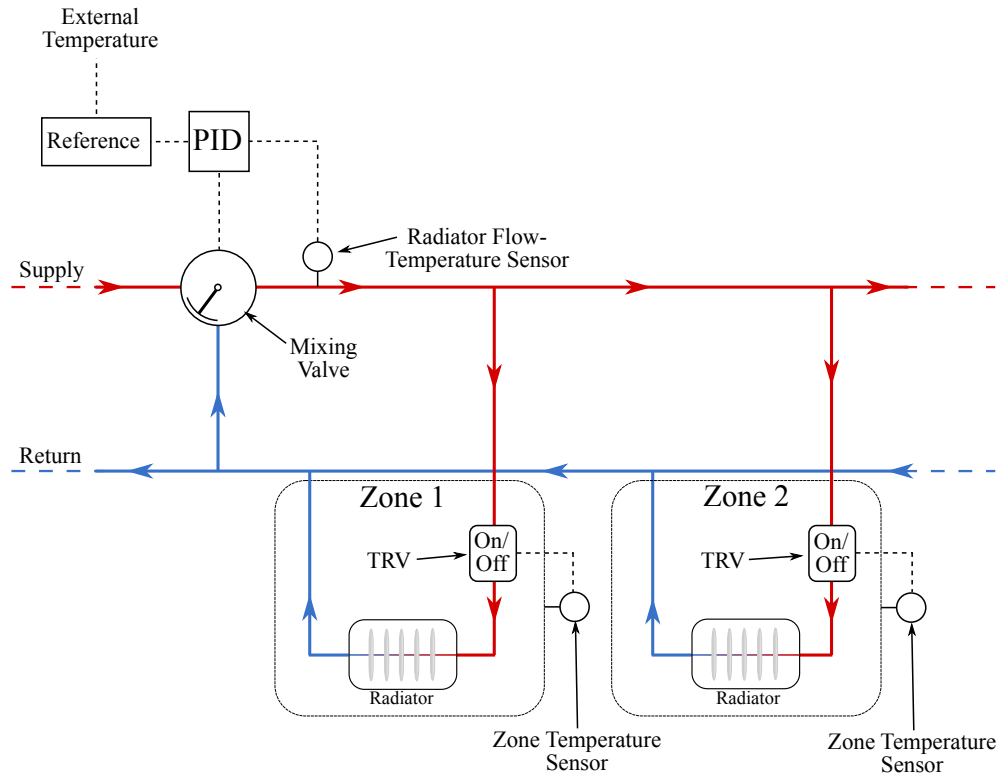 External
Temperature
Reference
PID
Radiator Flow-
Temperature Sensor
Supply
Mixing
Valve
Return
Zone 1
Zone 2
On/
Off
TRV
On/
Off
TRV
Radiator
Radiator
Zone Temperature
Sensor
Zone Temperature
Sensor